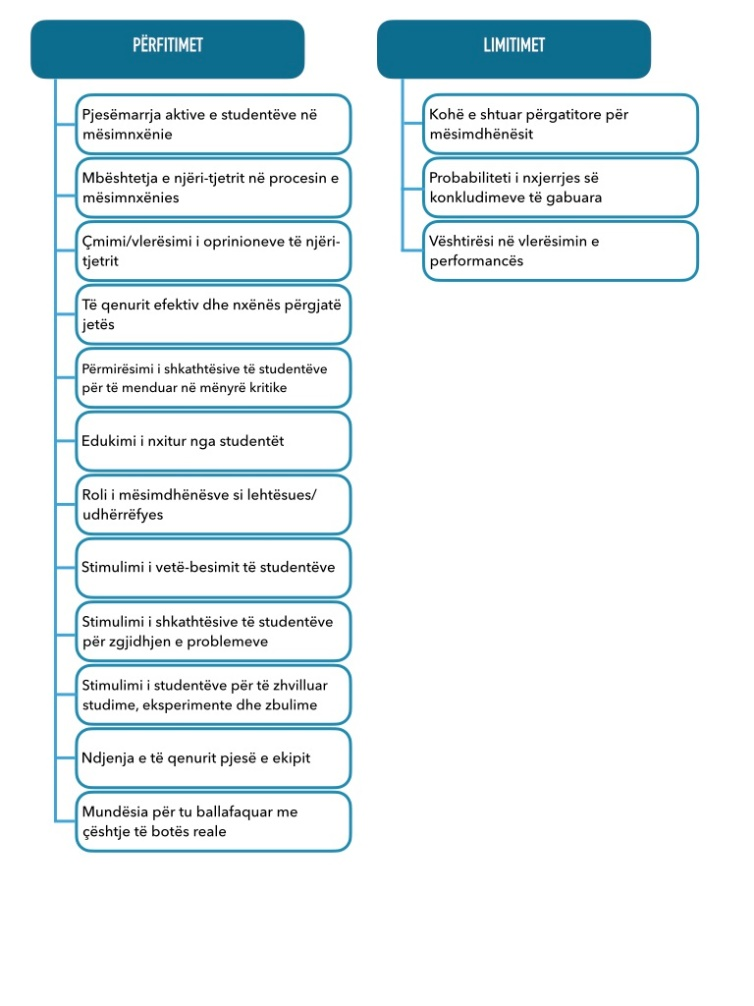 PËRFITIMET
Pjesëmarrja aktive e studentëve në
mësimnxënie
Mbështetja e njëri-tjetrit në procesin e
mësimnxënies
Çmimi/vlerësimi i oprinioneve të njëri-
tjetrit
Të qenurit efektiv dhe nxënës përgjatë
jetës
Përmirësimi i shkathtësive të studentëve
për të menduar në mënyrë kritike
Edukimi i nxitur nga studentët
Roli i mësimdhënësve si lehtësues/
udhërrëfyes
Stimulimi i vetë-besimit të studentëve
Stimulimi i shkathtësive të studentëve
për zgjidhjen e problemeve
Stimulimi i studentëve për të zhvilluar
studime, eksperimente dhe zbulime
Ndjenja e të qenurit pjesë e ekipit
Mundësia për tu ballafaquar me
çështje të botës reale
LIMITIMET
Kohë e shtuar përgatitore për
mësimdhënësit
Probabiliteti i nxjerrjes së
konkludimeve të gabuara
Vështirësi në vlerësimin e
performancës